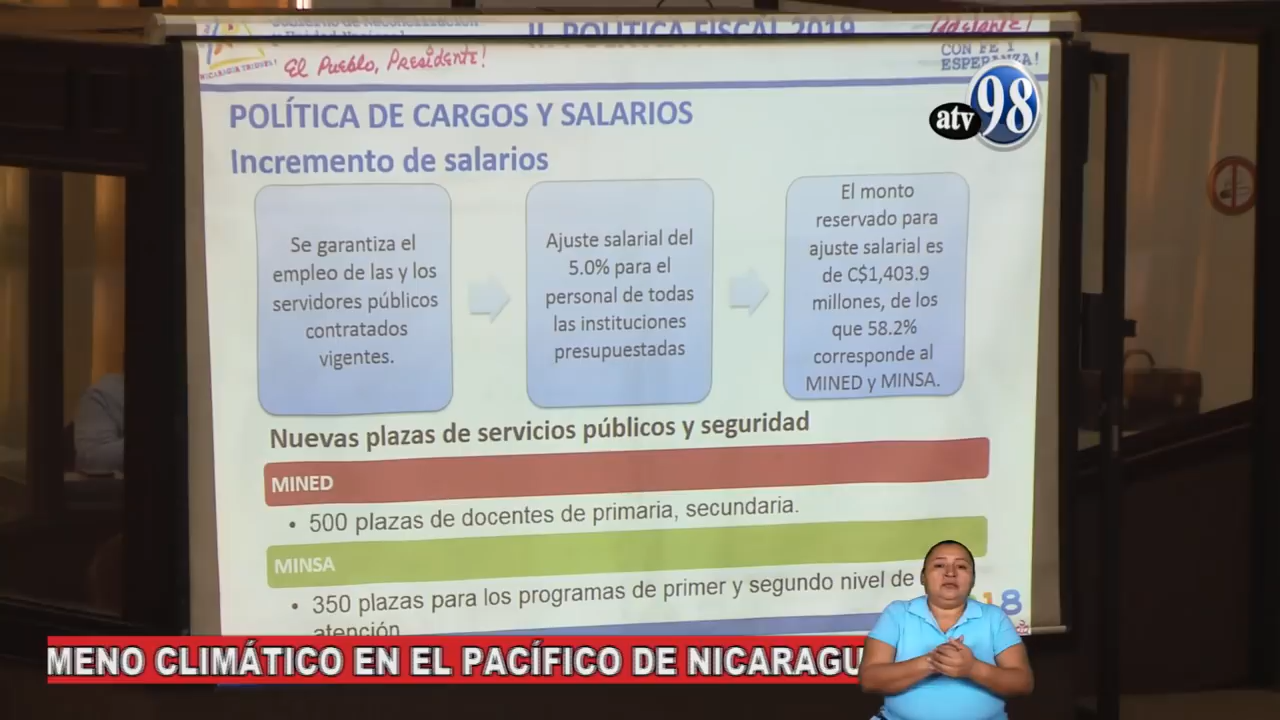 II. POLÍTICA FISCAL 2019
NICARAGUA TRIUNFA!
El Pueblo, Presidente!
CON FE Y
ESPERANZA!
atv 98
POLÍTICA DE CARGOS Y SALARIOS
Incremento de salarios
Se garantiza el
empleo de las y los
servidores públicos
contratados
vigentes.
Ajuste salarial del
5.0% para el
personal de todas
las instituciones
presupuestadas
El monto
reservado para
ajuste salarial es
de C$1,403.9
millones, de los
que 58.2%
corresponde al
MINED y MINSA.
Nuevas plazas de servicios públicos y seguridad
MINED
• 500 plazas de docentes de primaria, secundaria.
MINSA
• 350 plazas para los programas de primer y segundo nivel de
atención
18
MENO CLIMÁTICO EN EL PACÍFICO DE NICARAGU